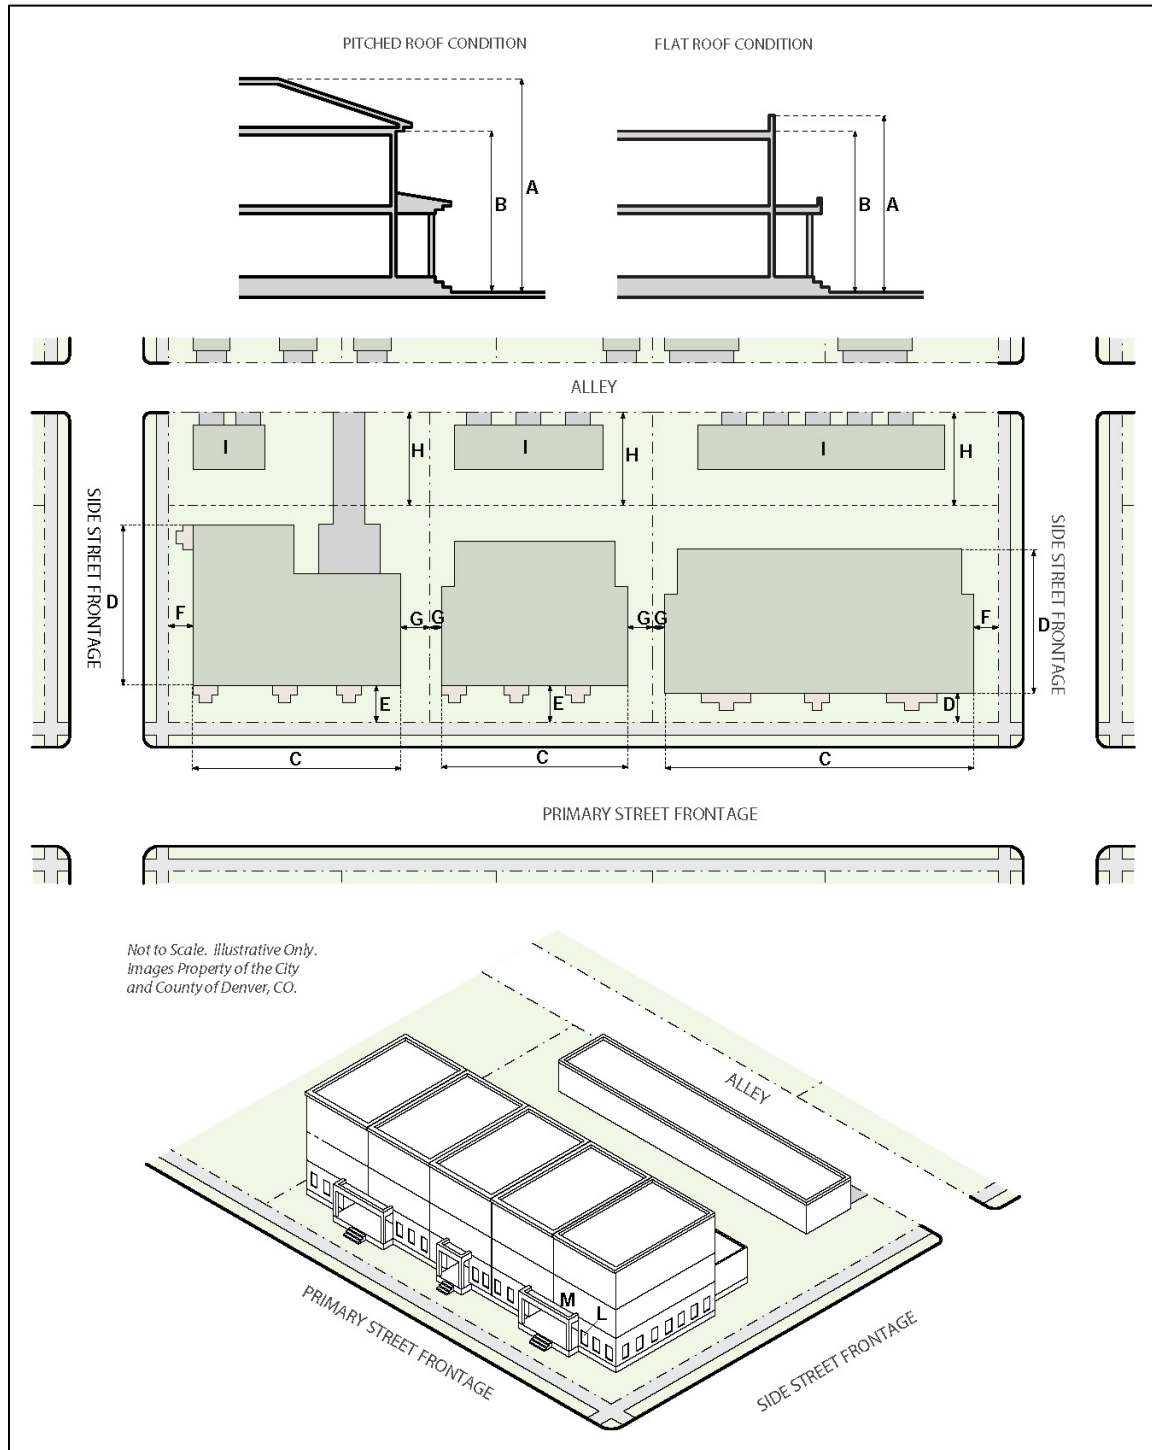 PITCHED ROOF CONDITION
FLAT ROOF CONDITION
A
B
B
A
ALLEY
I
H
I
H
I
H
SIDE STREET FRONTAGE
D
F
G
G
G
G
F
D
SIDE STREET FRONTAGE
E
E
D
C
C
C
PRIMARY STREET FRONTAGE
Not to Scale. Illustrative Only.
Images Property of the City
and County of Denver, CO.
ALLEY
M
L
PRIMARY STREET FRONTAGE
SIDE STREET FRONTAGE